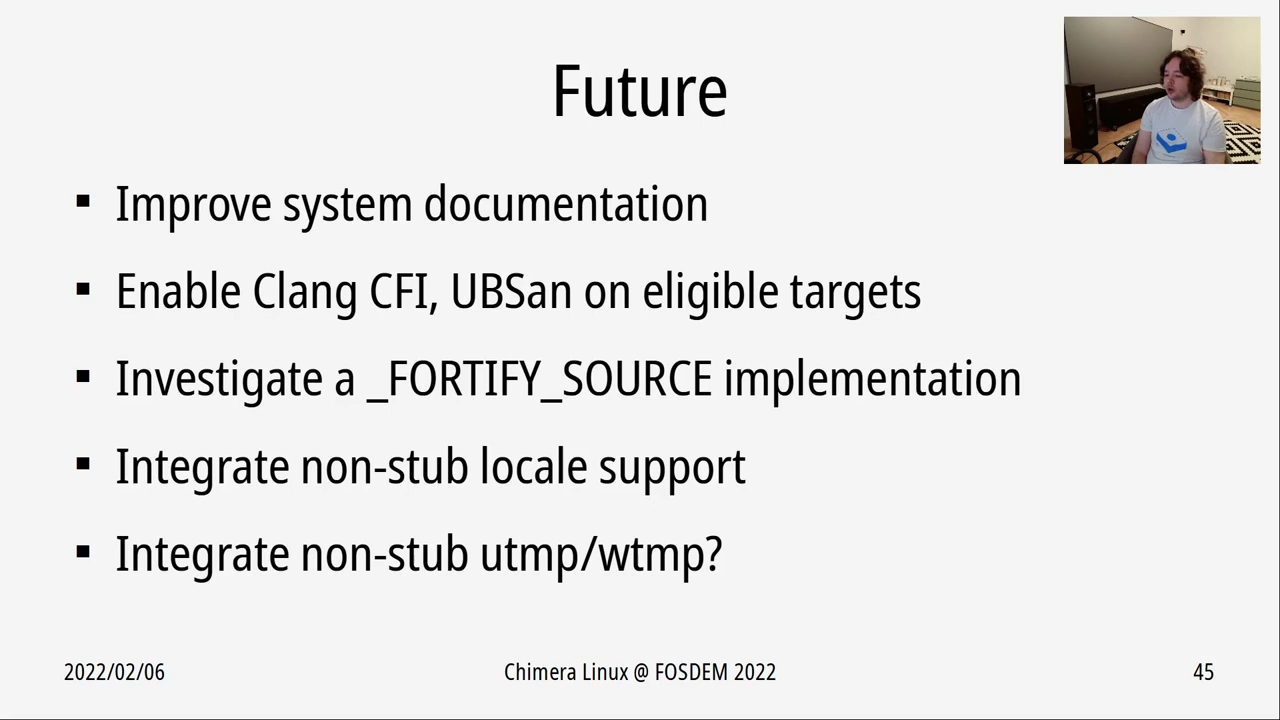 Future
▪ Improve system documentation
▪ Enable Clang CFI, UBSan on eligible targets
▪ Investigate a _FORTIFY_SOURCE implementation
▪ Integrate non-stub locale support
▪ Integrate non-stub utmp/wtmp?
2022/02/06
Chimera Linux @ FOSDEM 2022
45